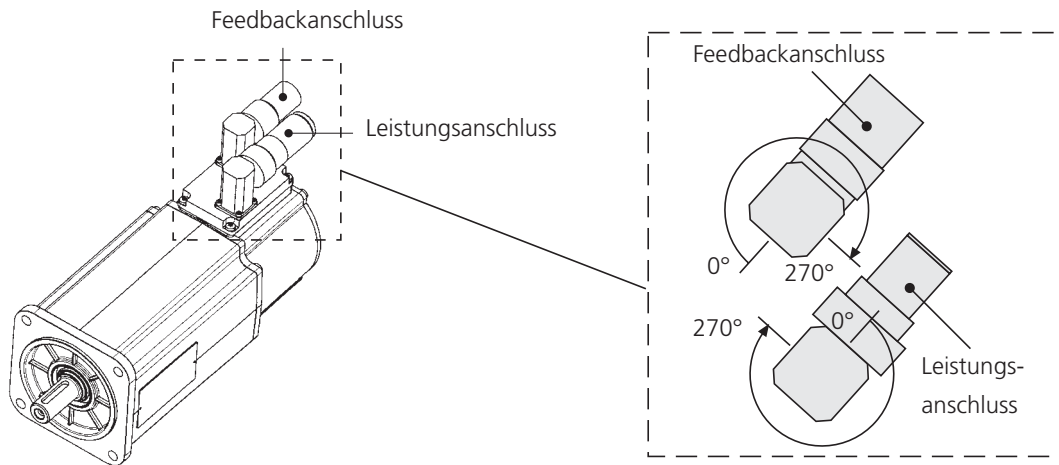 Feedbackanschluss
Leistungsanschluss
Feedbackanschluss
0°
270°
270°
0°
Leistungs-
anschluss